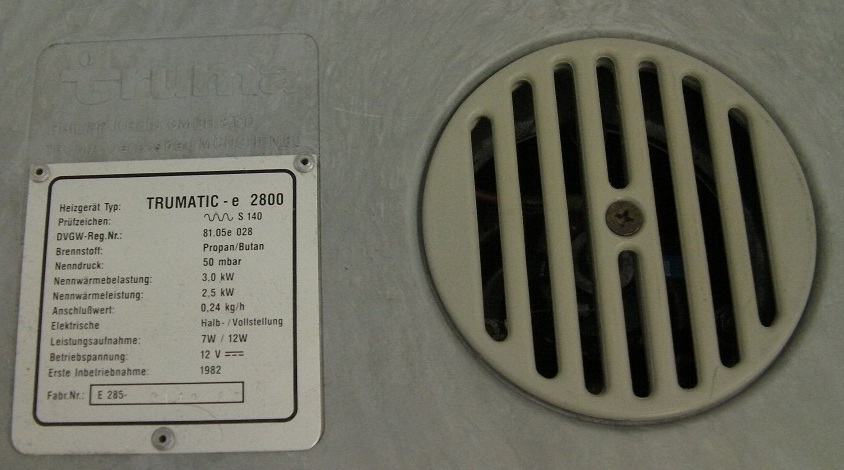 truma
Heizgerät Typ: TRUMATIC - e 2800
Prüfzeichen: S 140
DVGW-Reg.Nr.: 81.05e 028
Brennstoff: Propan/Butan
Nenndruck: 50 mbar
Nennwärmebelastung: 3,0 kW
Nennwärmeleistung: 2,5 kW
Anschlußwert: 0,24 kg/h
Elektrische Halb- / Vollstellung
Leistungsaufnahme: 7W / 12W
Betriebspannung: 12 V
Erste Inbetriebnahme: 1982
Fabr.Nr.: E 285-